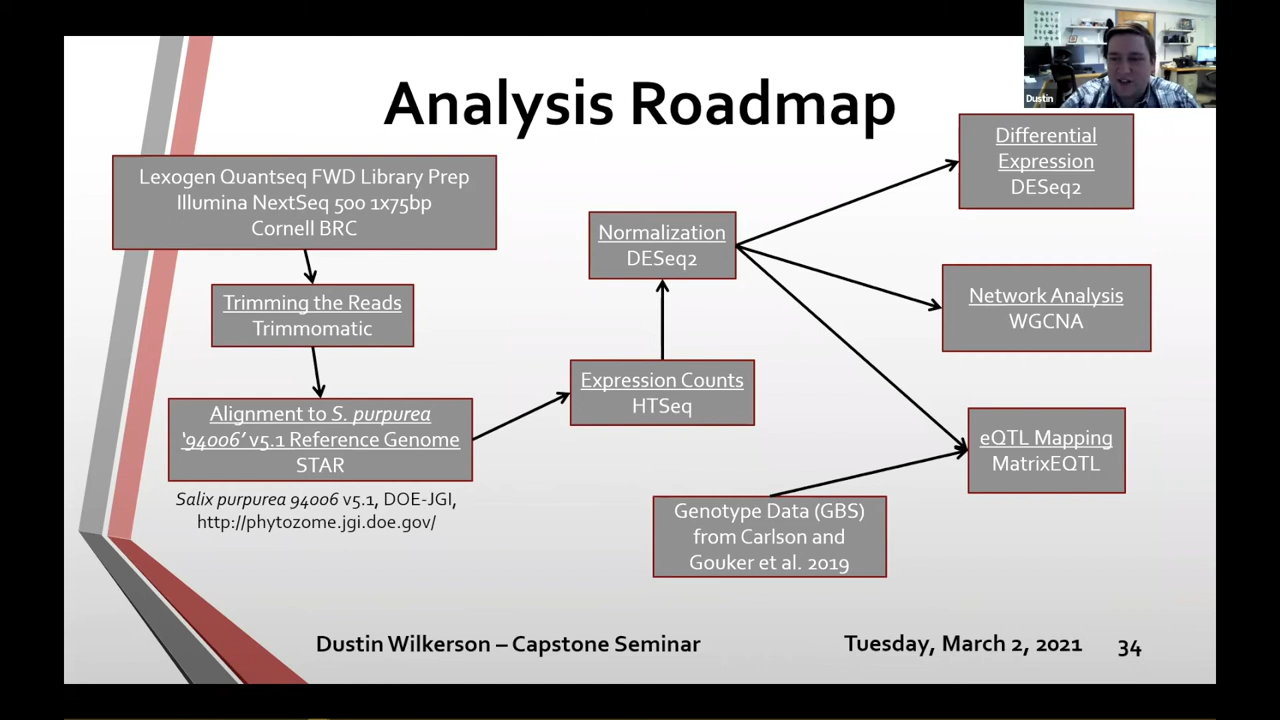 Analysis Roadmap
Dustin
Lexogen Quantseq FWD Library Prep
Illumina NextSeq 500 1x75bp
Cornell BRC
Trimming the Reads
Trimmomatic
Alignment to S. purpurea
‘94006’ v5.1 Reference Genome
STAR
Salix purpurea 94006 v5.1, DOE-JGI,
http://phytozome.jgi.doe.gov/
Expression Counts
HTSeq
Normalization
DESeq2
Differential
Expression
DESeq2
Network Analysis
WGCNA
eQTL Mapping
MatrixEQTL
Genotype Data (GBS)
from Carlson and
Gouker et al. 2019
Dustin Wilkerson – Capstone Seminar
Tuesday, March 2, 2021
34